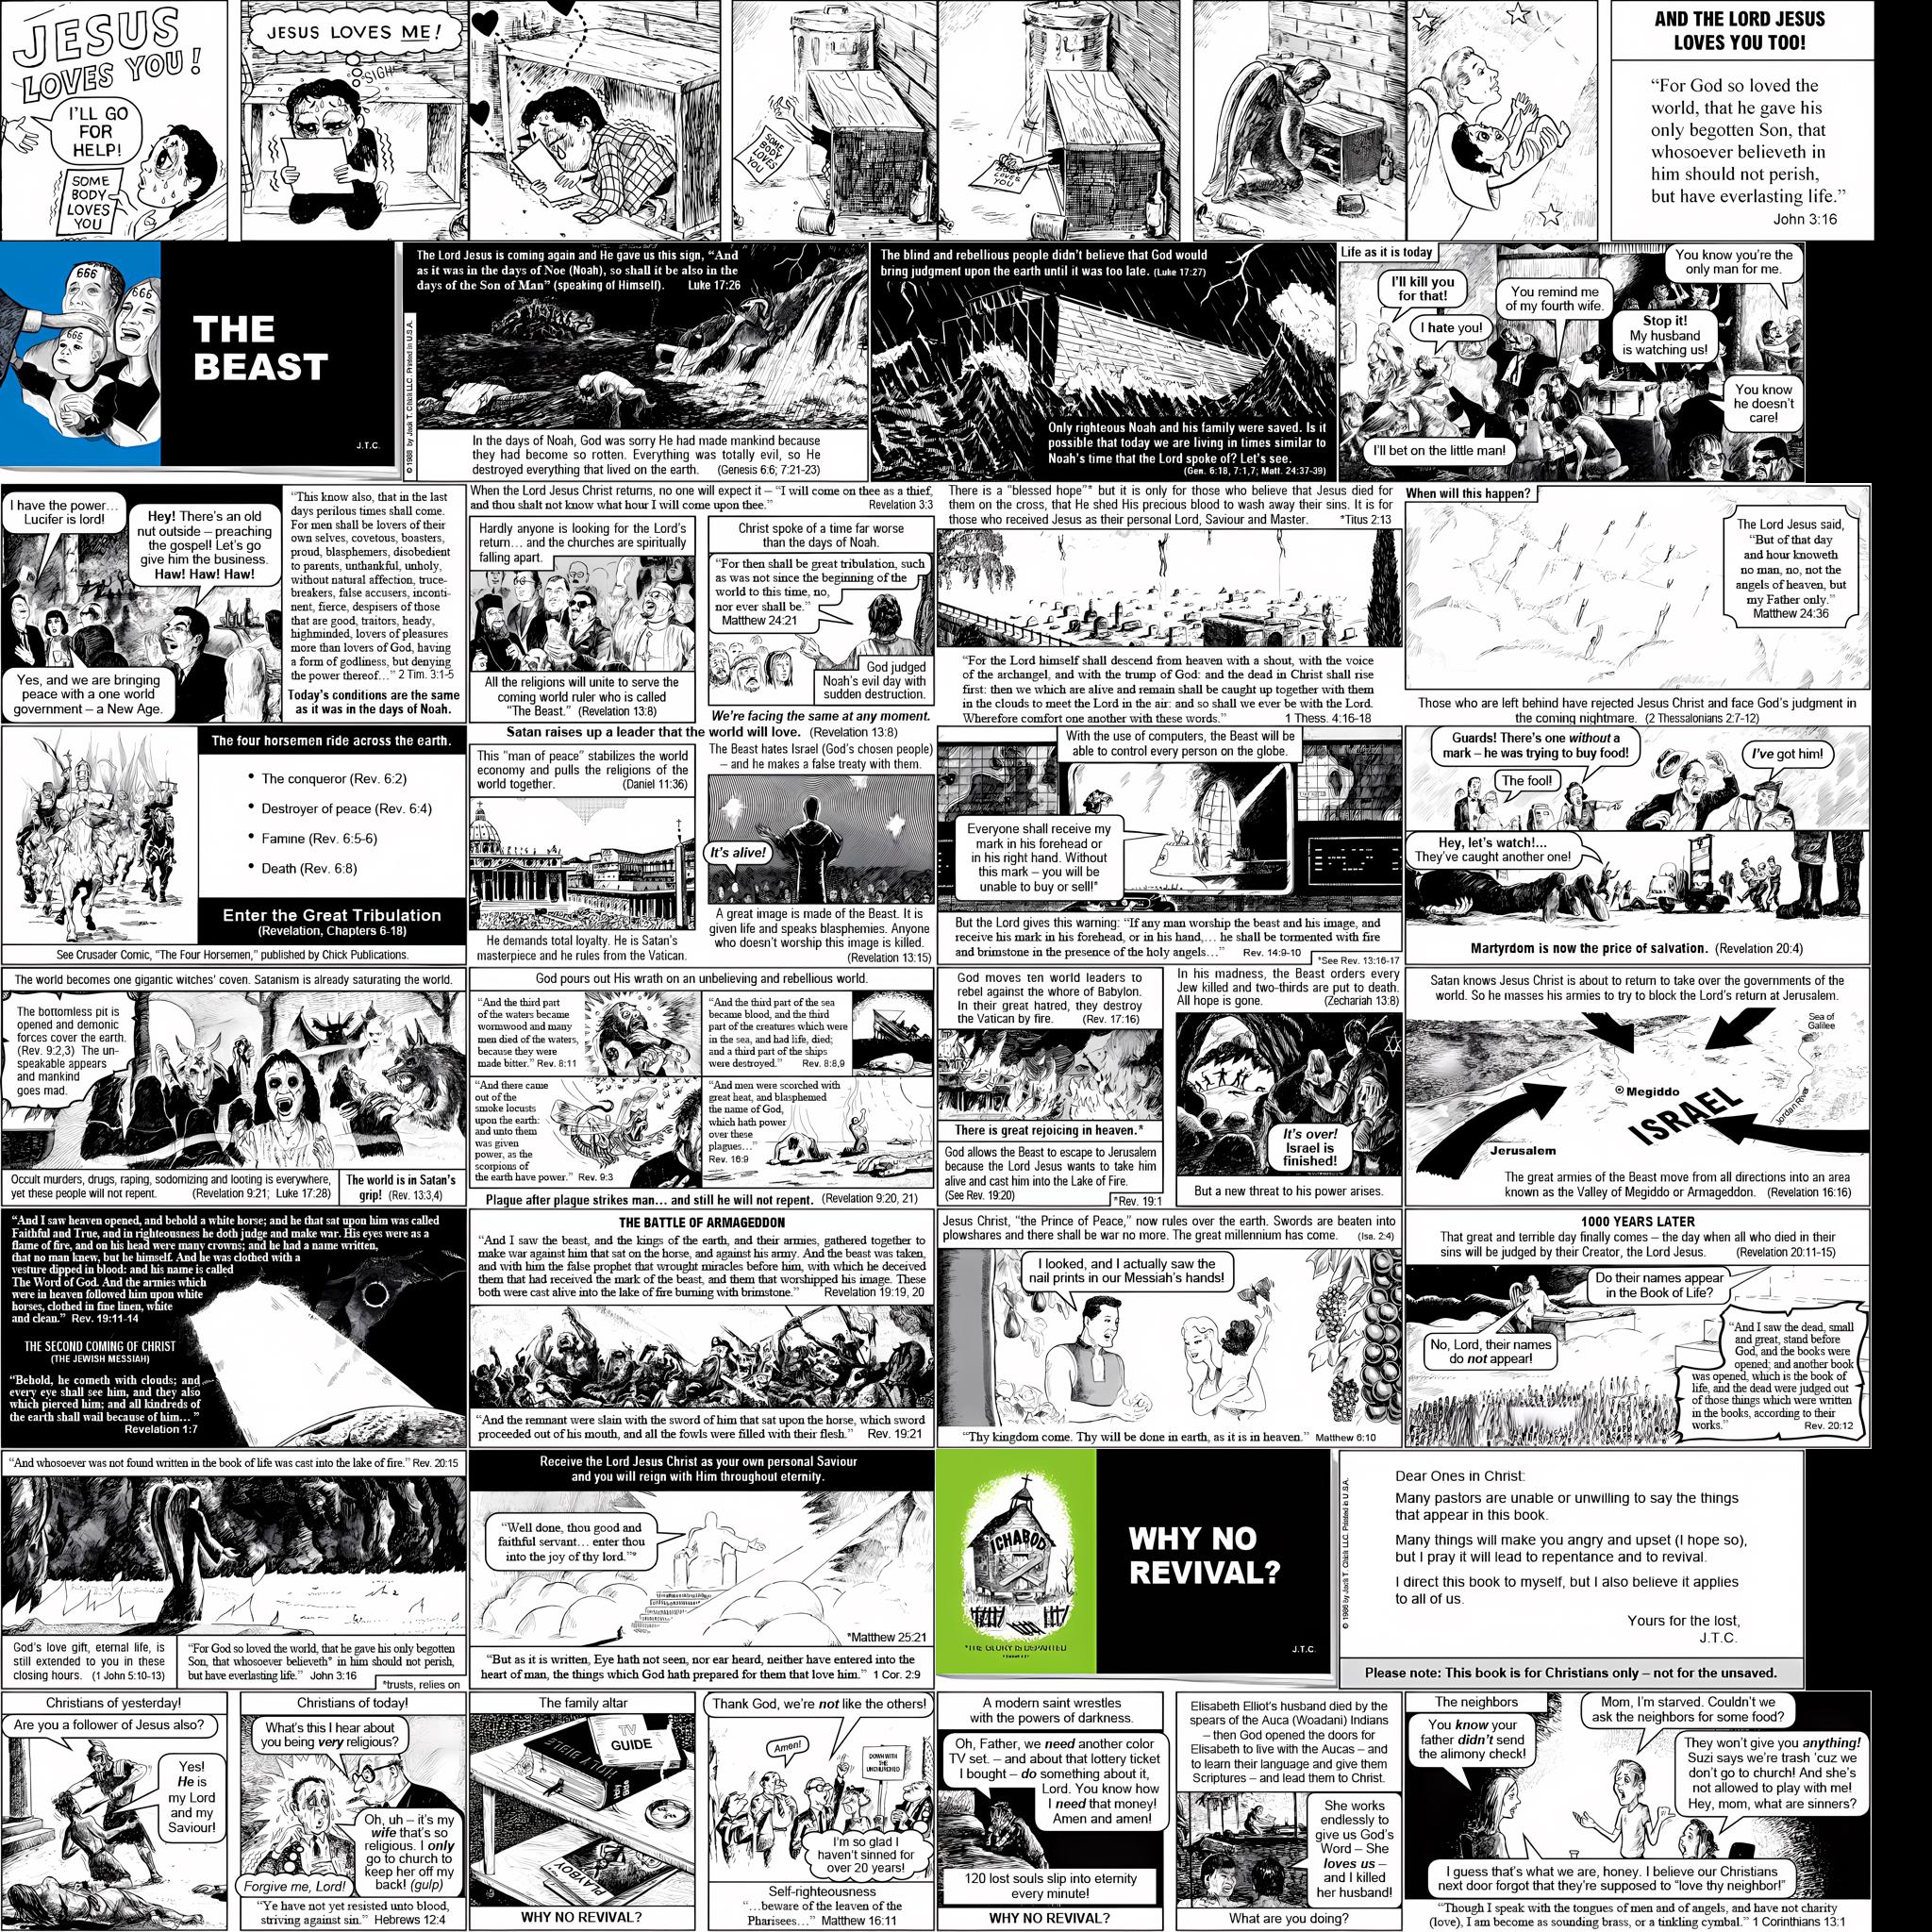 JESUS
LOVES YOU!
I'LL GO
FOR
HELP!
SOME
BODY
LOVES
YOU
JESUS LOVES ME!
SIGH
SOME
BODY
LOVES
YOU
LOVES
YOU
AND THE LORD JESUS
LOVES YOU TOO!
“For God so loved the
world, that he gave his
only begotten Son, that
whosoever believeth in
him should not perish,
but have everlasting life.”
John 3:16
666
666
666
THE
BEAST
J.T.C.
©1988 by Jack T. Chick LLC. Printed in U.S.A.
The Lord Jesus is coming again and He gave us this sign, “And
as it was in the days of Noe (Noah), so shall it be also in the
days of the Son of Man” (speaking of Himself). Luke 17:26
In the days of Noah, God was sorry He had made mankind because
they had become so rotten. Everything was totally evil, so He
destroyed everything that lived on the earth. (Genesis 6:6; 7:21-23)
The blind and rebellious people didn’t believe that God would
bring judgment upon the earth until it was too late. (Luke 17:27)
Only righteous Noah and his family were saved. Is it
possible that today we are living in times similar to
Noah’s time that the Lord spoke of? Let’s see.
(Gen. 6:18, 7:1,7; Matt. 24:37-39)
Life as it is today
I’ll kill you
for that!
I hate you!
You remind me
of my fourth wife.
You know you’re the
only man for me.
Stop it!
My husband
is watching us!
You know
he doesn’t
care!
I’ll bet on the little man!
I have the power…
Lucifer is lord!
Hey! There’s an old
nut outside – preaching
the gospel! Let’s go
give him the business.
Haw! Haw! Haw!
Yes, and we are bringing
peace with a one world
government – a New Age.
“This know also, that in the last
days perilous times shall come.
For men shall be lovers of their
own selves, covetous, boasters,
proud, blasphemers, disobedient
to parents, unthankful, unholy,
without natural affection, truce-
breakers, false accusers, inconti-
nent, fierce, despisers of those
that are good, traitors, heady,
highminded, lovers of pleasures
more than lovers of God, having
a form of godliness, but denying
the power thereof…” 2 Tim. 3:1-5
Today’s conditions are the same
as it was in the days of Noah.
When the Lord Jesus Christ returns, no one will expect it – “I will come on thee as a thief,
and thou shalt not know what hour I will come upon thee.” Revelation 3:3
Hardly anyone is looking for the Lord’s
return… and the churches are spiritually
falling apart.
All the religions will unite to serve the
coming world ruler who is called
“The Beast.” (Revelation 13:8)
Christ spoke of a time far worse
than the days of Noah.
“For then shall be great tribulation, such
as was not since the beginning of the
world to this time, no,
nor ever shall be.”
Matthew 24:21
God judged
Noah’s evil day with
sudden destruction.
We’re facing the same at any moment.
There is a “blessed hope”* but it is only for those who believe that Jesus died for
them on the cross, that He shed His precious blood to wash away their sins. It is for
those who received Jesus as their personal Lord, Saviour and Master. *Titus 2:13
“For the Lord himself shall descend from heaven with a shout, with the voice
of the archangel, and with the trump of God: and the dead in Christ shall rise
first: then we which are alive and remain shall be caught up together with them
in the clouds to meet the Lord in the air: and so shall we ever be with the Lord.
Wherefore comfort one another with these words.” 1 Thess. 4:16-18
When will this happen?
The Lord Jesus said,
“But of that day
and hour knoweth
no man, no, not the
angels of heaven, but
my Father only.”
Matthew 24:36
Those who are left behind have rejected Jesus Christ and face God’s judgment in
the coming nightmare. (2 Thessalonians 2:7-12)
The four horsemen ride across the earth.
• The conqueror (Rev. 6:2)
• Destroyer of peace (Rev. 6:4)
• Famine (Rev. 6:5-6)
• Death (Rev. 6:8)
Enter the Great Tribulation
(Revelation, Chapters 6-18)
See Crusader Comic, “The Four Horsemen,” published by Chick Publications.
Satan raises up a leader that the world will love. (Revelation 13:8)
This “man of peace” stabilizes the
world economy and pulls the religions of the
world together. (Daniel 11:36)
He demands total loyalty. He is Satan’s
masterpiece and he rules from the Vatican.
The Beast hates Israel (God’s chosen people)
– and he makes a false treaty with them.
It’s alive!
A great image is made of the Beast. It is
given life and speaks blasphemies. Anyone
who doesn’t worship this image is killed.
(Revelation 13:15)
With the use of computers, the Beast will be
able to control every person on the globe.
Everyone shall receive my
mark in his forehead or
in his right hand. Without
this mark – you will be
unable to buy or sell!*
But the Lord gives this warning: “If any man worship the beast and his image, and
receive his mark in his forehead, or in his hand,… he shall be tormented with fire
and brimstone in the presence of the holy angels…” Rev. 14:9-10
*See Rev. 13:16-17
Guards! There’s one without a
mark – he was trying to buy food!
The fool!
I’ve got him!
Hey, let’s watch!…
They’ve caught another one!
Martyrdom is now the price of salvation. (Revelation 20:4)
The world becomes one gigantic witches’ coven. Satanism is already saturating the world.
The bottomless pit is
opened and demonic
forces cover the earth.
(Rev. 9:2,3) The un-
speakable appears
and mankind
goes mad.
Occult murders, drugs, raping, sodomizing and looting is everywhere,
yet these people will not repent. (Revelation 9:21; Luke 17:28)
The world is in Satan’s
grip! (Rev. 13:3,4)
God pours out His wrath on an unbelieving and rebellious world.
“And the third part
of the waters became
wormwood and many
men died of the waters,
because they were
made bitter.” Rev. 8:11
“And the third part of the sea
became blood, and the third
part of the creatures which were
in the sea, and had life, died;
and a third part of the ships
were destroyed.” Rev. 8:8,9
“And there came
out of the
smoke locusts
upon the earth:
and unto them
was given
power, as the
scorpions of
the earth have power.” Rev. 9:3
“And men were scorched with
great heat, and blasphemed
the name of God,
which hath power
over these
plagues…”
Rev. 16:9
Plague after plague strikes man… and still he will not repent. (Revelation 9:20, 21)
God moves ten world leaders to
rebel against the whore of Babylon.
In their great hatred, they destroy
the Vatican by fire. (Rev. 17:16)
There is great rejoicing in heaven.*
God allows the Beast to escape to Jerusalem
because the Lord Jesus wants to take him
alive and cast him into the Lake of Fire.
(See Rev. 19:20)
*Rev. 19:1
In his madness, the Beast orders every
Jew killed and two-thirds are put to death.
All hope is gone. (Zechariah 13:8)
It’s over!
Israel is
finished!
But a new threat to his power arises.
Satan knows Jesus Christ is about to return to take over the governments of the
world. So he masses his armies to try to block the Lord’s return at Jerusalem.
Sea of
Galilee
Megiddo
ISRAEL
Jordan River
Jerusalem
The great armies of the Beast move from all directions into an area
known as the Valley of Megiddo or Armageddon. (Revelation 16:16)
“And I saw heaven opened, and behold a white horse; and he that sat upon him was called
Faithful and True, and in righteousness he doth judge and make war. His eyes were as a
flame of fire, and on his head were many crowns; and he had a name written,
that no man knew, but he himself. And he was clothed with a
vesture dipped in blood: and his name is called
The Word of God. And the armies which
were in heaven followed him upon white
horses, clothed in fine linen, white
and clean.” Rev. 19:11-14
THE SECOND COMING OF CHRIST
(THE JEWISH MESSIAH)
“Behold, he cometh with clouds; and
every eye shall see him, and they also
which pierced him; and all kindreds of
the earth shall wail because of him… ”
Revelation 1:7
THE BATTLE OF ARMAGEDDON
“And I saw the beast, and the kings of the earth, and their armies, gathered together to
make war against him that sat on the horse, and against his army. And the beast was taken,
and with him the false prophet that wrought miracles before him, with which he deceived
them that had received the mark of the beast, and them that worshipped his image. These
both were cast alive into the lake of fire burning with brimstone.” Revelation 19:19, 20
“And the remnant were slain with the sword of him that sat upon the horse, which sword
proceeded out of his mouth, and all the fowls were filled with their flesh.” Rev. 19:21
Jesus Christ, “the Prince of Peace,” now rules over the earth. Swords are beaten into
plowshares and there shall be war no more. The great millennium has come. (Isa. 2:4)
I looked, and I actually saw the
nail prints in our Messiah’s hands!
“Thy kingdom come. Thy will be done in earth, as it is in heaven.” Matthew 6:10
1000 YEARS LATER
That great and terrible day finally comes – the day when all who died in their
sins will be judged by their Creator, the Lord Jesus. (Revelation 20:11-15)
Do their names appear
in the Book of Life?
No, Lord, their names
do not appear!
“And I saw the dead, small
and great, stand before
God, and the books were
opened; and another book
was opened, which is the book of
life, and the dead were judged out
of those things which were written
in the books, according to their
works.” Rev. 20:12
“And whosoever was not found written in the book of life was cast into the lake of fire.” Rev. 20:15
God’s love gift, eternal life, is
still extended to you in these
closing hours. (1 John 5:10-13)
“For God so loved the world, that he gave his only begotten
Son, that whosoever believeth* in him should not perish,
but have everlasting life.” John 3:16
*trusts, relies on
Receive the Lord Jesus Christ as your own personal Saviour
and you will reign with Him throughout eternity.
“Well done, thou good and
faithful servant… enter thou
into the joy of thy lord.”*
*Matthew 25:21
“But as it is written, Eye hath not seen, nor ear heard, neither have entered into the
heart of man, the things which God hath prepared for them that love him.” 1 Cor. 2:9
ICHABOD
“THE GLORY IS DEPARTED
WHY NO
REVIVAL?
J.T.C.
©1986 by Jack T. Chick LLC. Printed in U.S.A.
Dear Ones in Christ:
Many pastors are unable or unwilling to say the things
that appear in this book.
Many things will make you angry and upset (I hope so),
but I pray it will lead to repentance and to revival.
I direct this book to myself, but I also believe it applies
to all of us.
Yours for the lost,
J.T.C.
Please note: This book is for Christians only – not for the unsaved.
Christians of yesterday!
Are you a follower of Jesus also?
Yes!
He is
my Lord
and my
Saviour!
Christians of today!
What’s this I hear about
you being very religious?
Oh, uh – it’s my
wife that’s so
religious. I only
go to church to
keep her off my
back! (gulp)
Forgive me, Lord!
“Ye have not yet resisted unto blood,
striving against sin.” Hebrews 12:4
The family altar
TV
GUIDE
HOLY BIBLE
PLAYBOY
WHY NO REVIVAL?
Thank God, we’re not like the others!
Amen!
DOWN WITH
THE
UNCHURCHED
I’m so glad I
haven’t sinned for
over 20 years!
Self-righteousness
“…beware of the leaven of the
Pharisees…” Matthew 16:11
A modern saint wrestles
with the powers of darkness.
Oh, Father, we need another color
TV set. – and about that lottery ticket
I bought – do something about it,
Lord. You know how
I need that money!
Amen and amen!
120 lost souls slip into eternity
every minute!
WHY NO REVIVAL?
Elisabeth Elliot’s husband died by the
spears of the Auca (Woadani) Indians
– then God opened the doors for
Elisabeth to live with the Aucas – and
to learn their language and give them
Scriptures – and lead them to Christ.
She works
endlessly to
give us God’s
Word – She
loves us –
and I killed
her husband!
What are you doing?
The neighbors
You know your
father didn’t send
the alimony check!
Mom, I’m starved. Couldn’t we
ask the neighbors for some food?
They won’t give you anything!
Suzi says we’re trash ’cuz we
don’t go to church! And she’s
not allowed to play with me!
Hey, mom, what are sinners?
I guess that’s what we are, honey. I believe our Christians
next door forgot that they’re supposed to “love thy neighbor!”
“Though I speak with the tongues of men and of angels, and have not charity
(love), I am become as sounding brass, or a tinkling cymbal.” 1 Corinthians 13:1